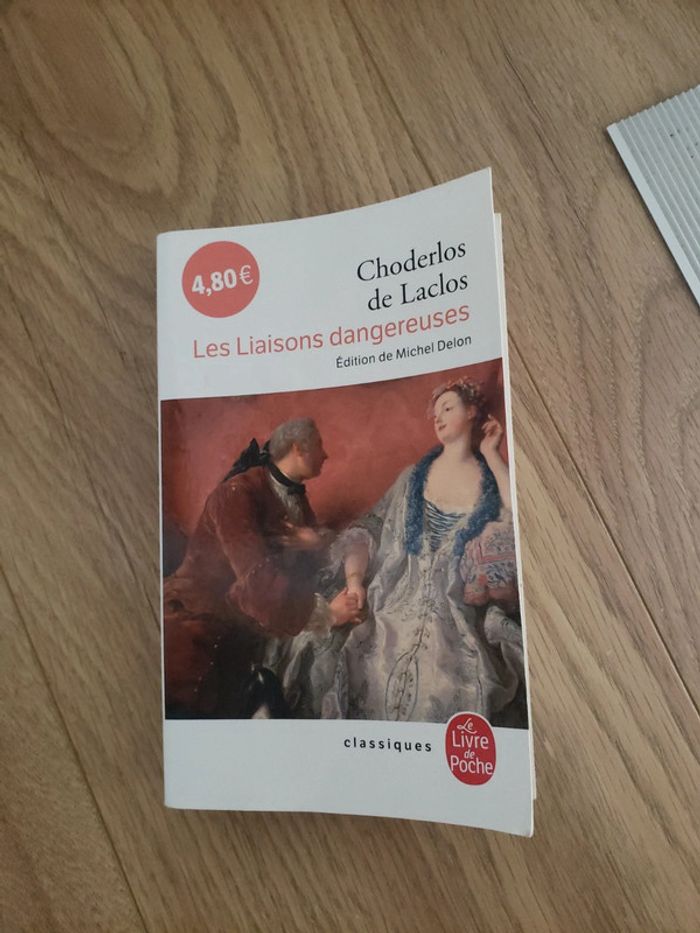 4,80€
Choderlos
de Laclos
Les Liaisons dangereuses
Édition de Michel Delon
classiques
Le
Livre
de
Poche